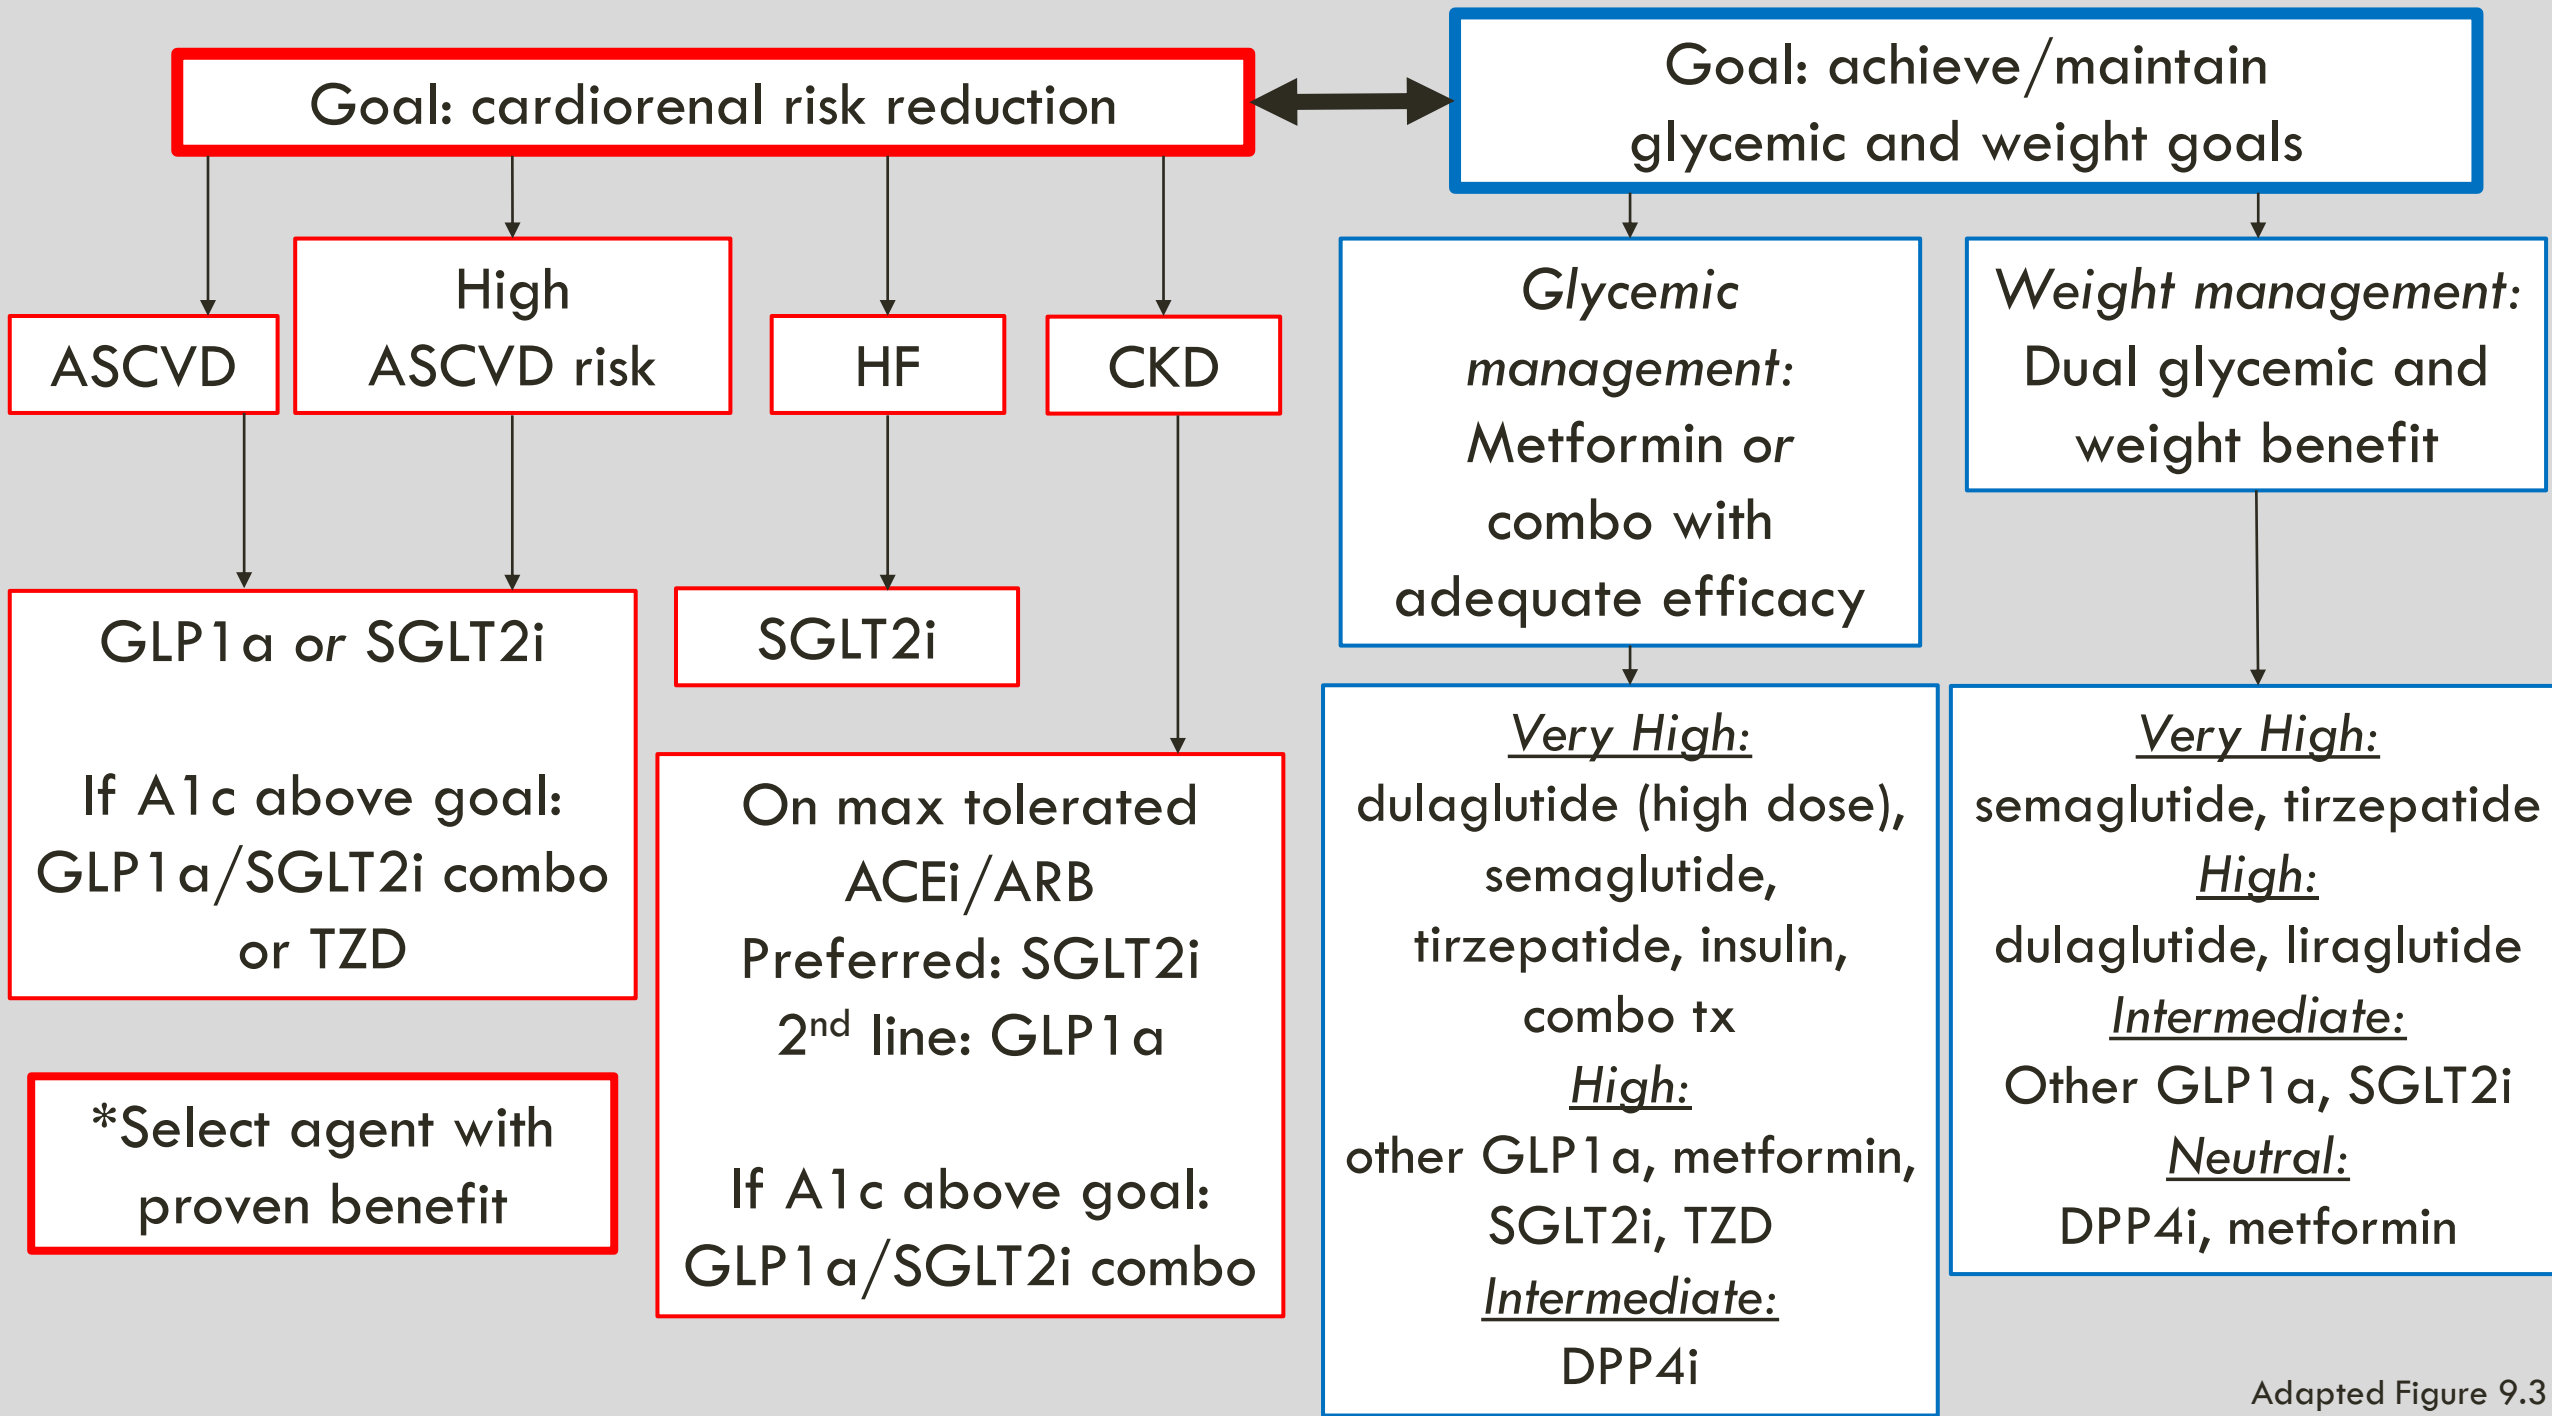 Goal: cardiorenal risk reduction
Goal: achieve/maintain
glycemic and weight goals
ASCVD
High
ASCVD risk
HF
CKD
GLP1a or SGLT2i
If A1c above goal:
GLP1a/SGLT2i combo
or TZD
SGLT2i
On max tolerated
ACEi/ARB
Preferred: SGLT2i
2nd line: GLP1a
If A1c above goal:
GLP1a/SGLT2i combo
*Select agent with
proven benefit
Glycemic
management:
Metformin or
combo with
adequate efficacy
Very High:
dulaglutide (high dose),
semaglutide,
tirzepatide, insulin,
combo tx
High:
other GLP1a, metformin,
SGLT2i, TZD
Intermediate:
DPP4i
Weight management:
Dual glycemic and
weight benefit
Very High:
semaglutide, tirzepatide
High:
dulaglutide, liraglutide
Intermediate:
Other GLP1a, SGLT2i
Neutral:
DPP4i, metformin
Adapted Figure 9.3